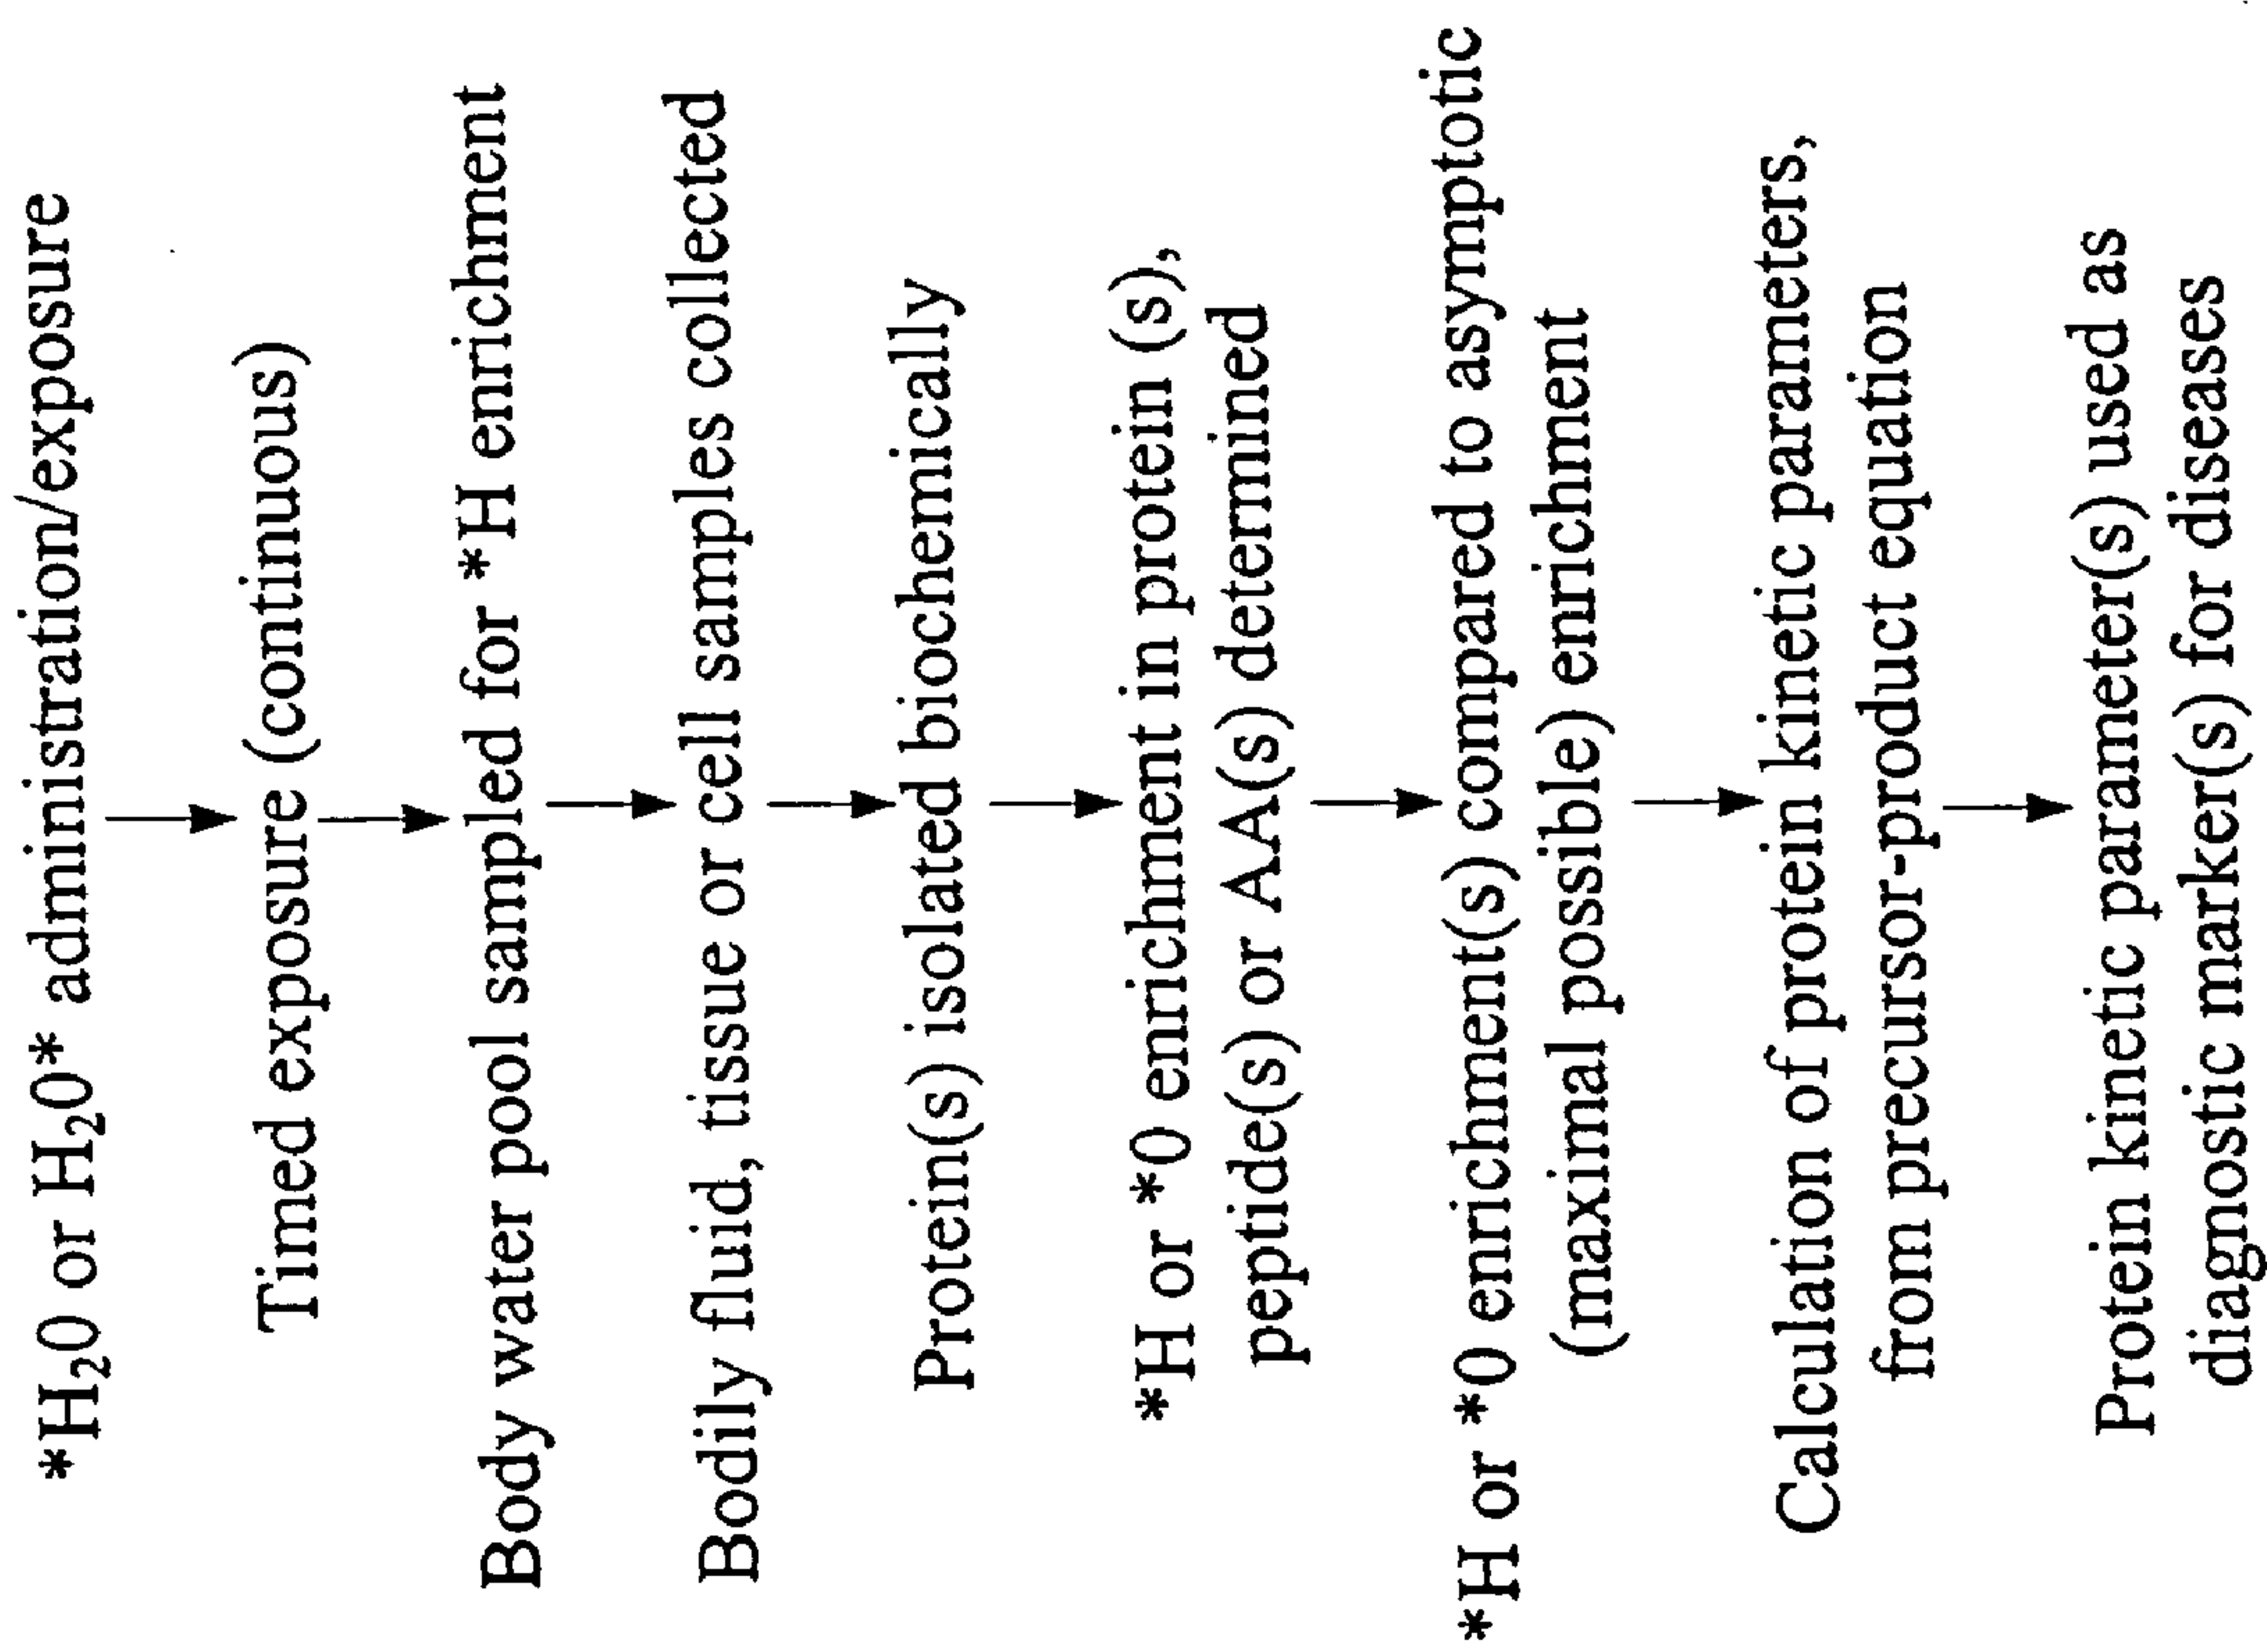 *H₂0 or H₂0* administration/exposure
Timed exposure (continuous)
Body water pool sampled for *H enrichment
Bodily fluid, tissue or cell samples collected
Protein(s) isolated biochemically
*H or *0 enrichment in protein (s),
peptide(s) or AA(s) determined
*H or *0 enrichment(s) compared to asymptotic
(maximal possible) enrichment
Calculation of protein kinetic parameters,
from precursor-product equation
Protein kinetic parameter(s) used as
diagnostic marker(s) for diseases